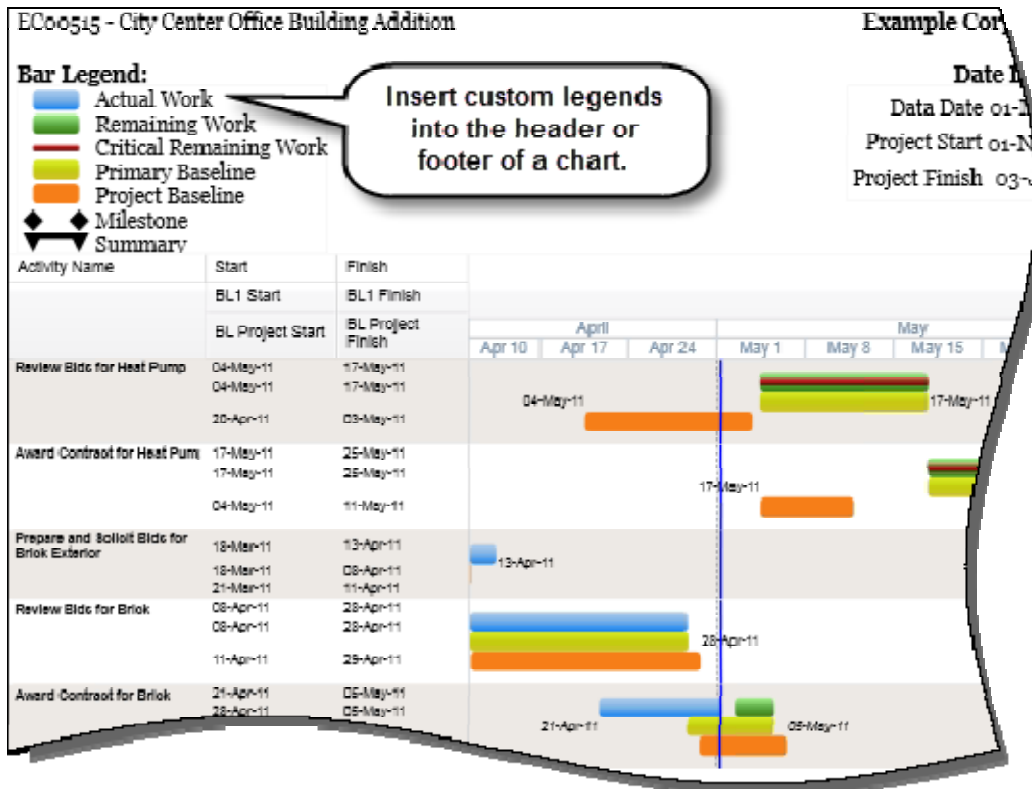 EC00515 - City Center Office Building Addition
Example Cor
Bar Legend:
Actual Work
Remaining Work
Critical Remaining Work
Primary Baseline
Project Baseline
Milestone
Summary
Insert custom legends
into the header or
footer of a chart.
Date
Data Date 01-
Project Start 01-N
Project Finish 03-
Activity Name Start Finish
BL1 Start BL1 Finish
BL Project Start BL Project
Finish
April May
Apr 10 Apr 17 Apr 24 May 1 May 8 May 15
Review Bids for Heat Pump 04-May-11 17-May-11
04-May-11 17-May-11
04-May-11 17-May-11
20-Apr-11 03-May-11
Award Contract for Heat Pum 17-May-11 25-May-11
17-May-11 25-May-11
17-May-11
04-May-11 11-May-11
Prepare and Solicit Bids for
Brick Exterior
18-Mar-11 13-Apr-11
13-Apr-11
18-Mar-11 08-Apr-11
21-Mar-11 11-Apr-11
Review Bids for Brick 08-Apr-11 28-Apr-11
08-Apr-11 28-Apr-11
28-Apr-11
11-Apr-11 29-Apr-11
Award Contract for Brick 21-Apr-11 05-May-11
28-Apr-11 05-May-11
21-Apr-11 05-May-11